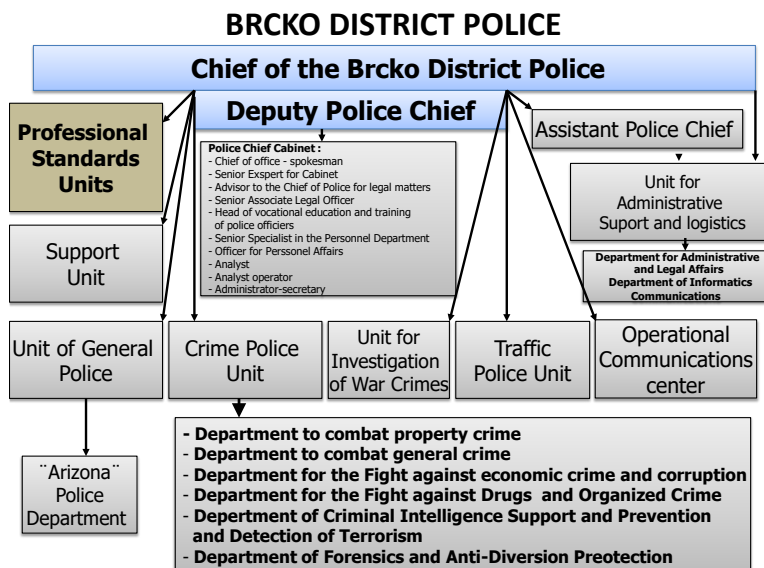 BRCKO DISTRICT POLICE
Chief of the Brcko District Police
Deputy Police Chief
Professional
Standards
Units
Police Chief Cabinet :
- Chief of office - spokesman
- Senior Exspert for Cabinet
- Advisor to the Chief of Police for legal matters
- Senior Associate Legal Officer
- Head of vocational education and training
of police officiers
- Senior Specialist in the Personnel Department
- Officer for Perssonel Affairs
- Analyst
- Analyst operator
- Administrator-secretary
Assistant Police Chief
Unit for
Administrative
Suport and logistics
Department for Administrative
and Legal Affairs
Department of Informatics
Communications
Support
Unit
Unit of General
Police
Crime Police
Unit
Unit for
Investigation
of War Crimes
Traffic
Police Unit
Operational
Communications
center
¨Arizona¨
Police
Department
- Department to combat property crime
- Department to combat general crime
- Department for the Fight against economic crime and corruption
- Department for the Fight against Drugs and Organized Crime
- Department of Criminal Intelligence Support and Prevention
and Detection of Terrorism
- Department of Forensics and Anti-Diversion Preotection